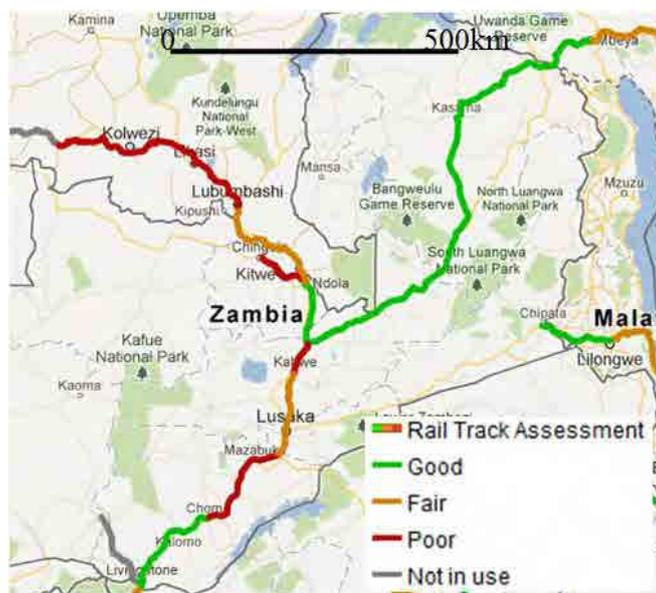 Kamina
Upemba
National Park
Uwanda Game
Reserve
Mbeya
0
500km
Kundelungu
National
Park-West
Kasama
Kolwezi
Likasi
Mansa
Lubumbashi
Kipushi
Bangweulu
Game Reserve
North Luangwa
National Park
Mzuzu
Chingo
Kitwe
Ndola
South Luangwa
National Park
Zambia
Chipata
Mala
Lilongwe
Kafue
National Park
Kabwe
Kaoma
Lusaka
Mazabuk
Choma
Kalomo
Livingstone
Rail Track Assessment
Good
Fair
Poor
Not in use